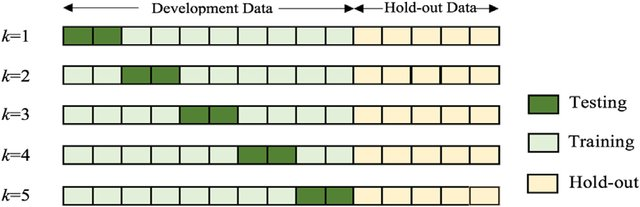 Development Data Hold-out Data
k=1
k=2
k=3
k=4
k=5
Testing
Training
Hold-out